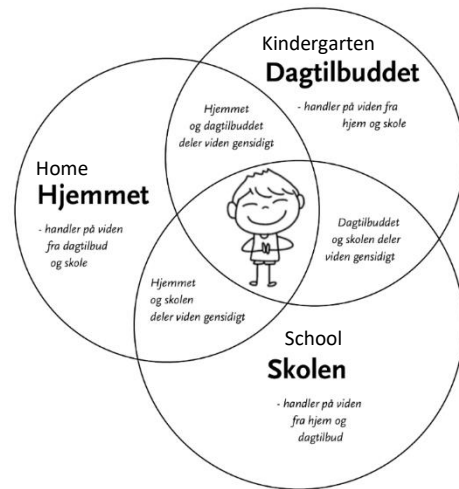 Kindergarten
Dagtilbuddet
- handler på viden fra
hjem og skole
Hjemmet
og dagtilbuddet
deler viden gensidigt
Home
Hjemmet
- handler på viden
fra dagtilbud
og skole
Dagtilbuddet
og skolen deler
viden gensidigt
Hjemmet
og skolen
deler viden gensidigt
School
Skolen
- handler på viden
fra hjem og
dagtilbud